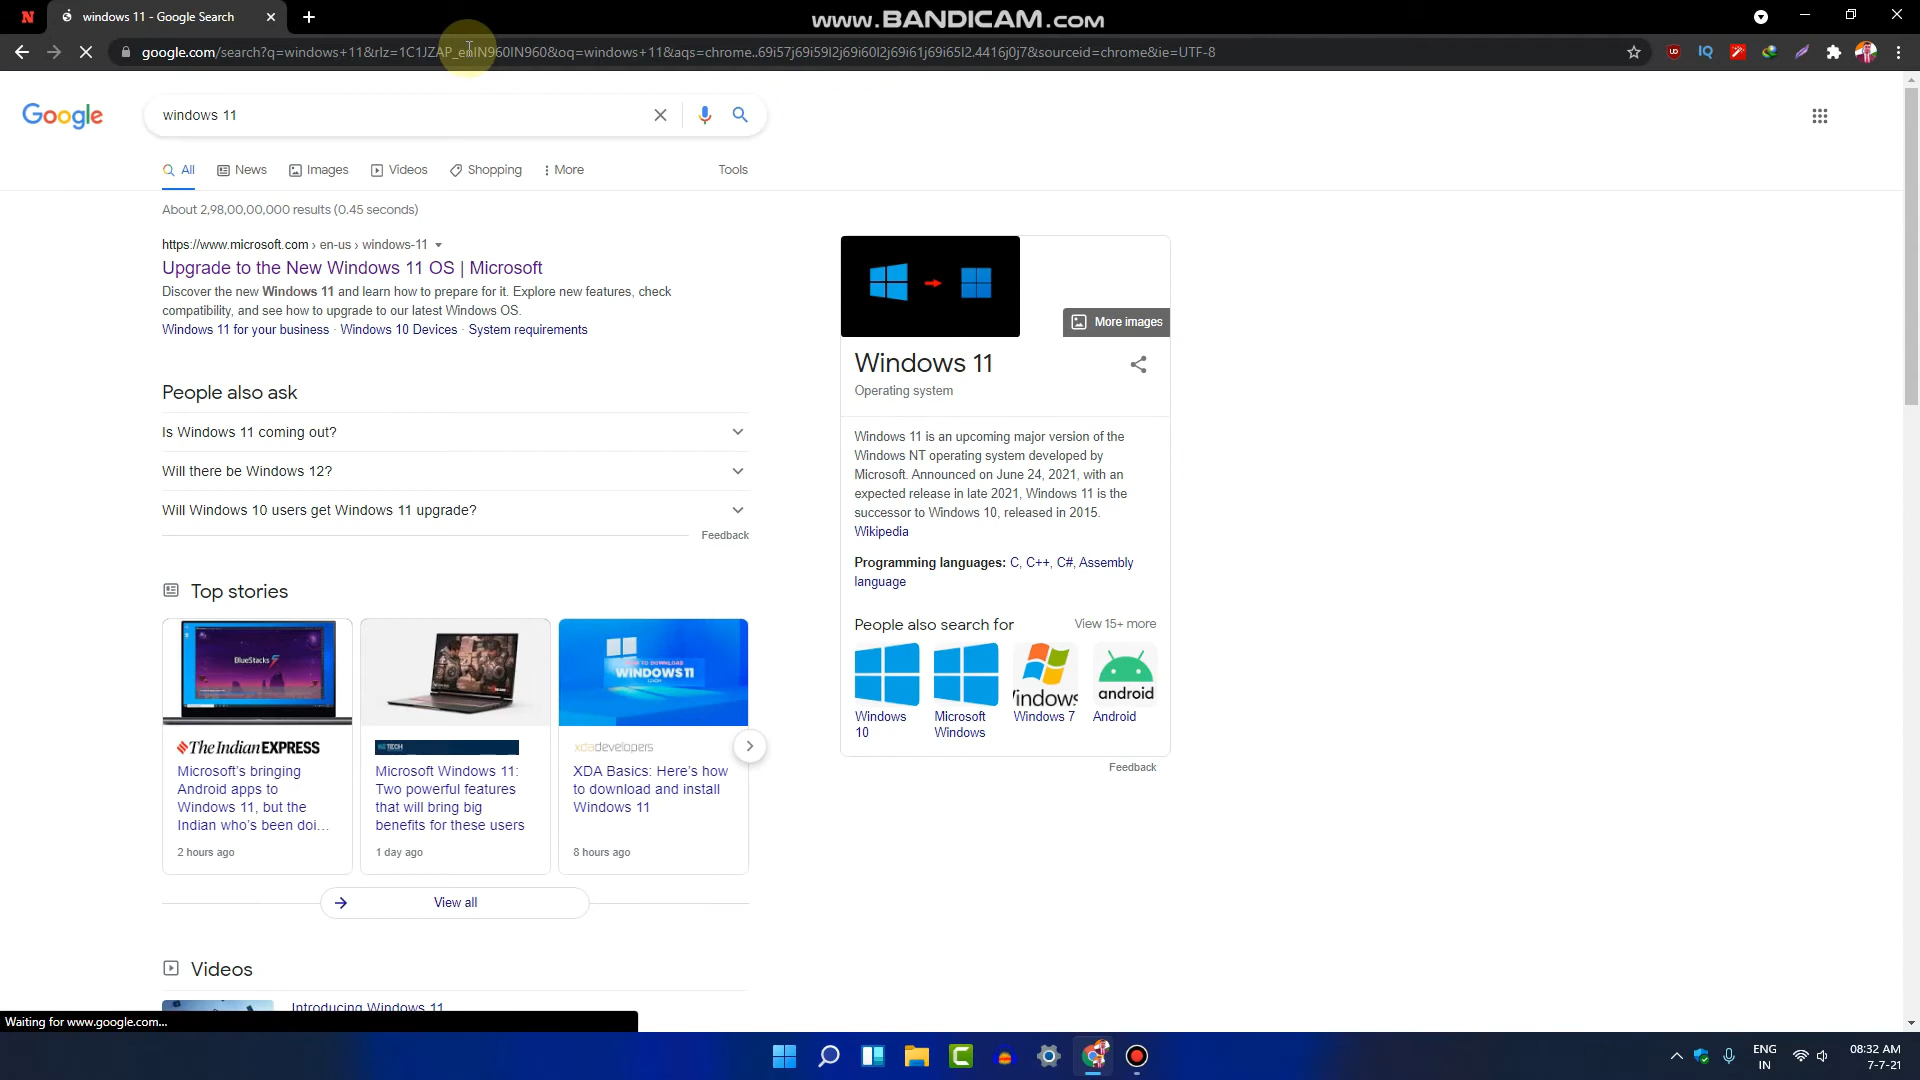 windows 11 - Google Search
www.BANDICAM.com
google.com/search?q=windows+11&rlz=1C1JZAP_enIN960IN960&oq=windows+11&aqs=chrome..69i57j69i59l2j69i60l2j69i61j69i65l2.4416j0j7&sourceid=chrome&ie=UTF-8
Google
windows 11
All
News
Images
Videos
Shopping
More
Tools
About 2,98,00,00,000 results (0.45 seconds)
https://www.microsoft.com › en-us › windows-11
Upgrade to the New Windows 11 OS | Microsoft
Discover the new Windows 11 and learn how to prepare for it. Explore new features, check
compatibility, and see how to upgrade to our latest Windows OS.
Windows 11 for your business · Windows 10 Devices · System requirements
People also ask
Is Windows 11 coming out?
Will there be Windows 12?
Will Windows 10 users get Windows 11 upgrade?
Feedback
Top stories
BlueStacks
WINDOWS 11
The Indian EXPRESS
xdadevelopers
Microsoft's bringing
Android apps to
Windows 11, but the
Indian who's been doi...
2 hours ago
Microsoft Windows 11:
Two powerful features
that will bring big
benefits for these users
1 day ago
XDA Basics: Here's how
to download and install
Windows 11
8 hours ago
View all
Videos
Introducing Windows 11
More images
Windows 11
Operating system
Windows 11 is an upcoming major version of the
Windows NT operating system developed by
Microsoft. Announced on June 24, 2021, with an
expected release in late 2021, Windows 11 is the
successor to Windows 10, released in 2015.
Wikipedia
Programming languages: C, C++, C#, Assembly
language
People also search for
View 15+ more
android
Windows
10
Microsoft
Windows
Windows 7
Android
Feedback
Waiting for www.google.com...
ENG
IN
08:32 AM
7-7-21